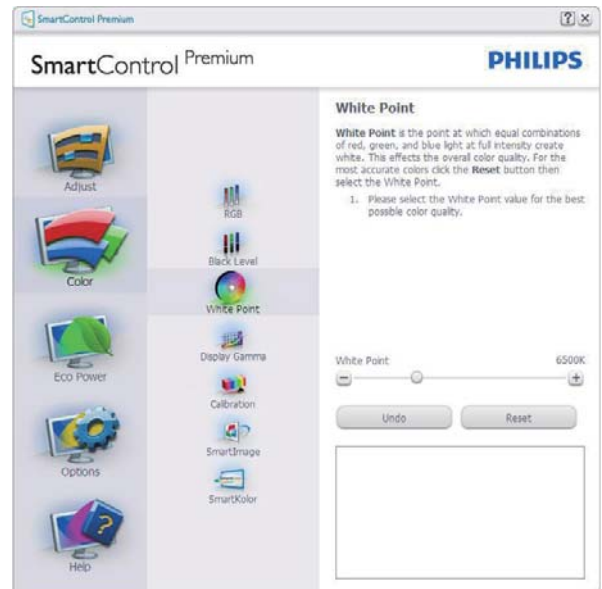 SmartControl Premium
SmartControl Premium
PHILIPS
Adjust
Color
Eco Power
Options
Help
RGB
Black Level
White Point
Display Gamma
Calibration
SmartImage
SmartKolor
White Point
White Point is the point at which equal combinations
of red, green, and blue light at full intensity create
white. This effects the overall color quality. For the
most accurate colors click the Reset button then
select the White Point.
1. Please select the White Point value for the best
possible color quality.
White Point 6500K
Undo Reset